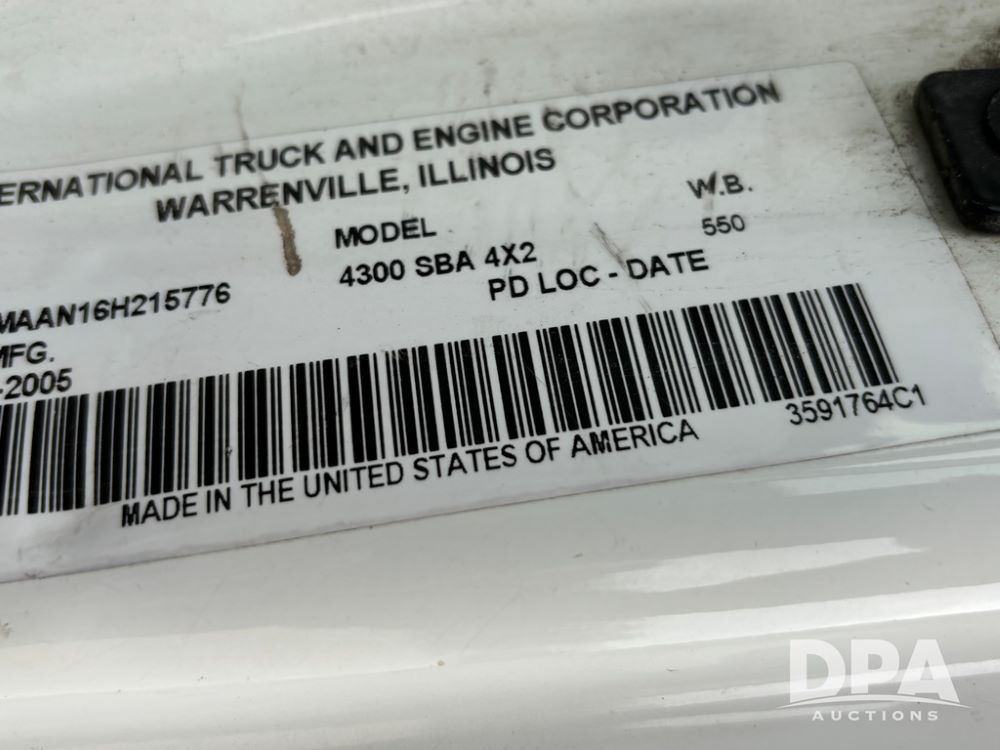 ERNATIONAL TRUCK AND ENGINE CORPORATION
WARRENVILLE, ILLINOIS
MODEL W.B.
MAAN16H215776 4300 SBA 4X2 550
MFG. PD LOC - DATE
-2005
3591764C1
MADE IN THE UNITED STATES OF AMERICA
DPA
AUCTIONS